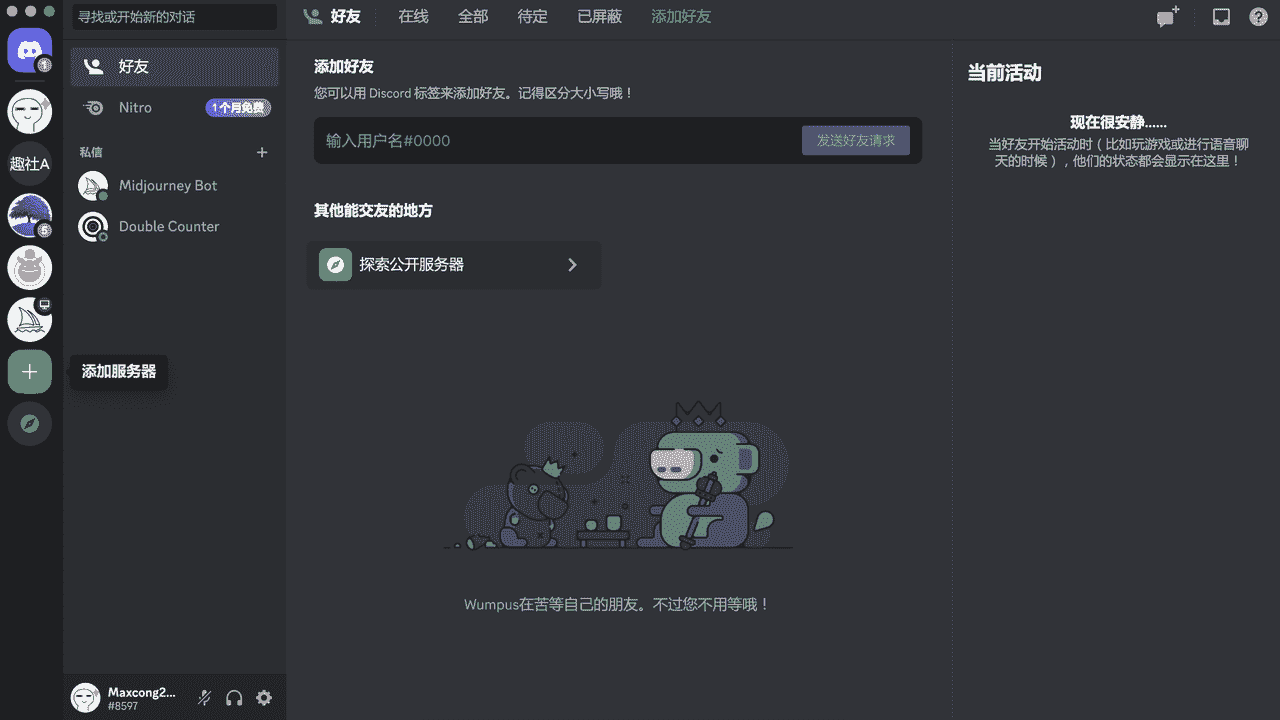 寻找或开始新的对话
好友
在线
全部
待定
已屏蔽
添加好友
1
好友
Nitro
1个月免费
私信
Midjourney Bot
Double Counter
趣社A
5
添加服务器
添加好友
您可以用 Discord 标签来添加好友。记得区分大小写哦！
输入用户名#0000
发送好友请求
其他能交友的地方
探索公开服务器
Wumpus在苦等自己的朋友。不过您不用等哦！
当前活动
现在很安静......
当好友开始活动时（比如玩游戏或进行语音聊
天的时候），他们的状态都会显示在这里！
Maxcong2...
#8597